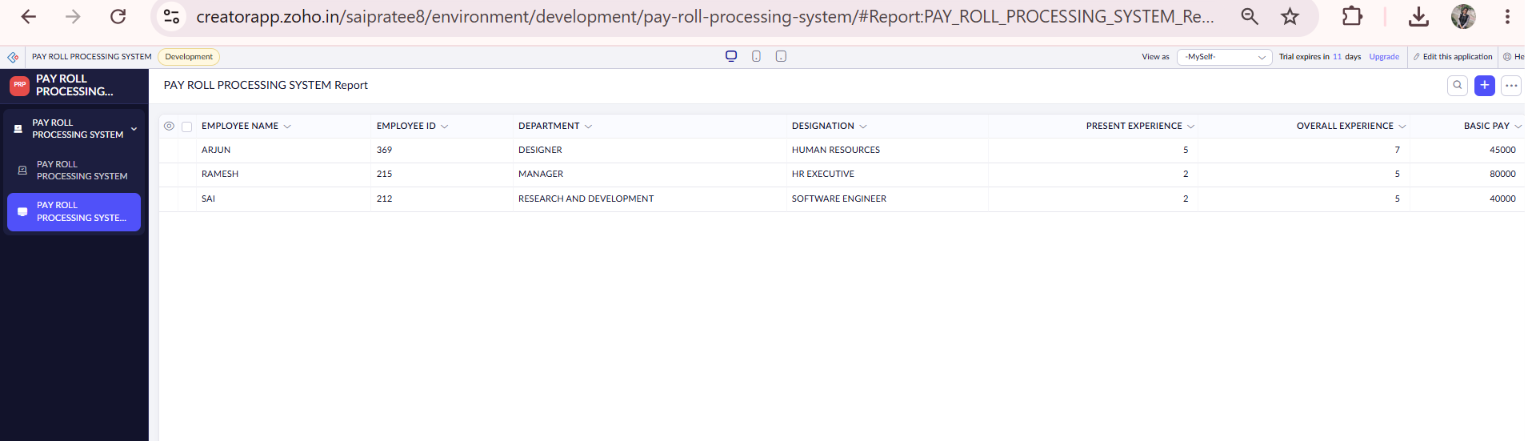 creatorapp.zoho.in/saipratee8/environment/development/pay-roll-processing-system/#Report:PAY_ROLL_PROCESSING_SYSTEM_Re...
PAY ROLL PROCESSING SYSTEM Development View as -MySelf- Trial expires in 11 days Upgrade Edit this application He
PRP PAY ROLL
PROCESSING...
PAY ROLL
PROCESSING SYSTEM
PAY ROLL
PROCESSING SYSTEM
PAY ROLL
PROCESSING SYSTE...
PAY ROLL PROCESSING SYSTEM Report
EMPLOYEE NAME EMPLOYEE ID DEPARTMENT DESIGNATION PRESENT EXPERIENCE OVERALL EXPERIENCE BASIC PAY
ARJUN 369 DESIGNER HUMAN RESOURCES 5 7 45000
RAMESH 215 MANAGER HR EXECUTIVE 2 5 80000
SAI 212 RESEARCH AND DEVELOPMENT SOFTWARE ENGINEER 2 5 40000